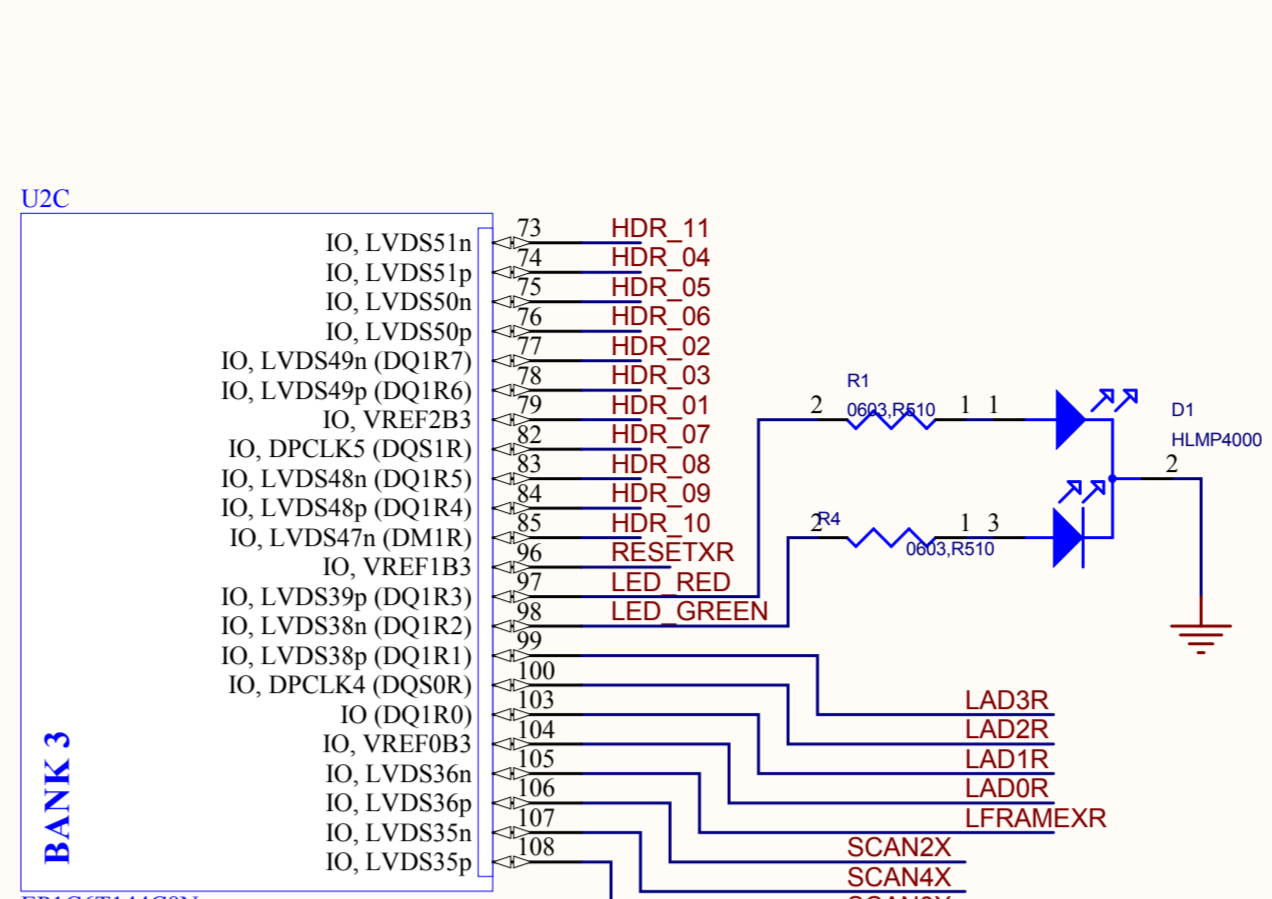 U2C
IO, LVDS51n 73 HDR_11
IO, LVDS51p 74 HDR_04
IO, LVDS50n 75 HDR_05
IO, LVDS50p 76 HDR_06
IO, LVDS49n (DQ1R7) 77 HDR_02
IO, LVDS49p (DQ1R6) 78 HDR_03
IO, VREF2B3 79 HDR_01
IO, DPCLK5 (DQS1R) 82 HDR_07
IO, LVDS48n (DQ1R5) 83 HDR_08
IO, LVDS48p (DQ1R4) 84 HDR_09
IO, LVDS47n (DM1R) 85 HDR_10
IO, VREF1B3 96 RESETXR
IO, LVDS39p (DQ1R3) 97 LED_RED
IO, LVDS38n (DQ1R2) 98 LED_GREEN
IO, LVDS38p (DQ1R1) 99
IO, DPCLK4 (DQS0R) 100
IO (DQ1R0) 103
IO, VREF0B3 104
IO, LVDS36n 105
IO, LVDS36p 106
IO, LVDS35n 107
IO, LVDS35p 108
BANK 3
R1
2 0603,R510 1 1
D1
HLMP4000
2
2 R4 1 3
0603,R510
LAD3R
LAD2R
LAD1R
LAD0R
LFRAMEXR
SCAN2X
SCAN4X